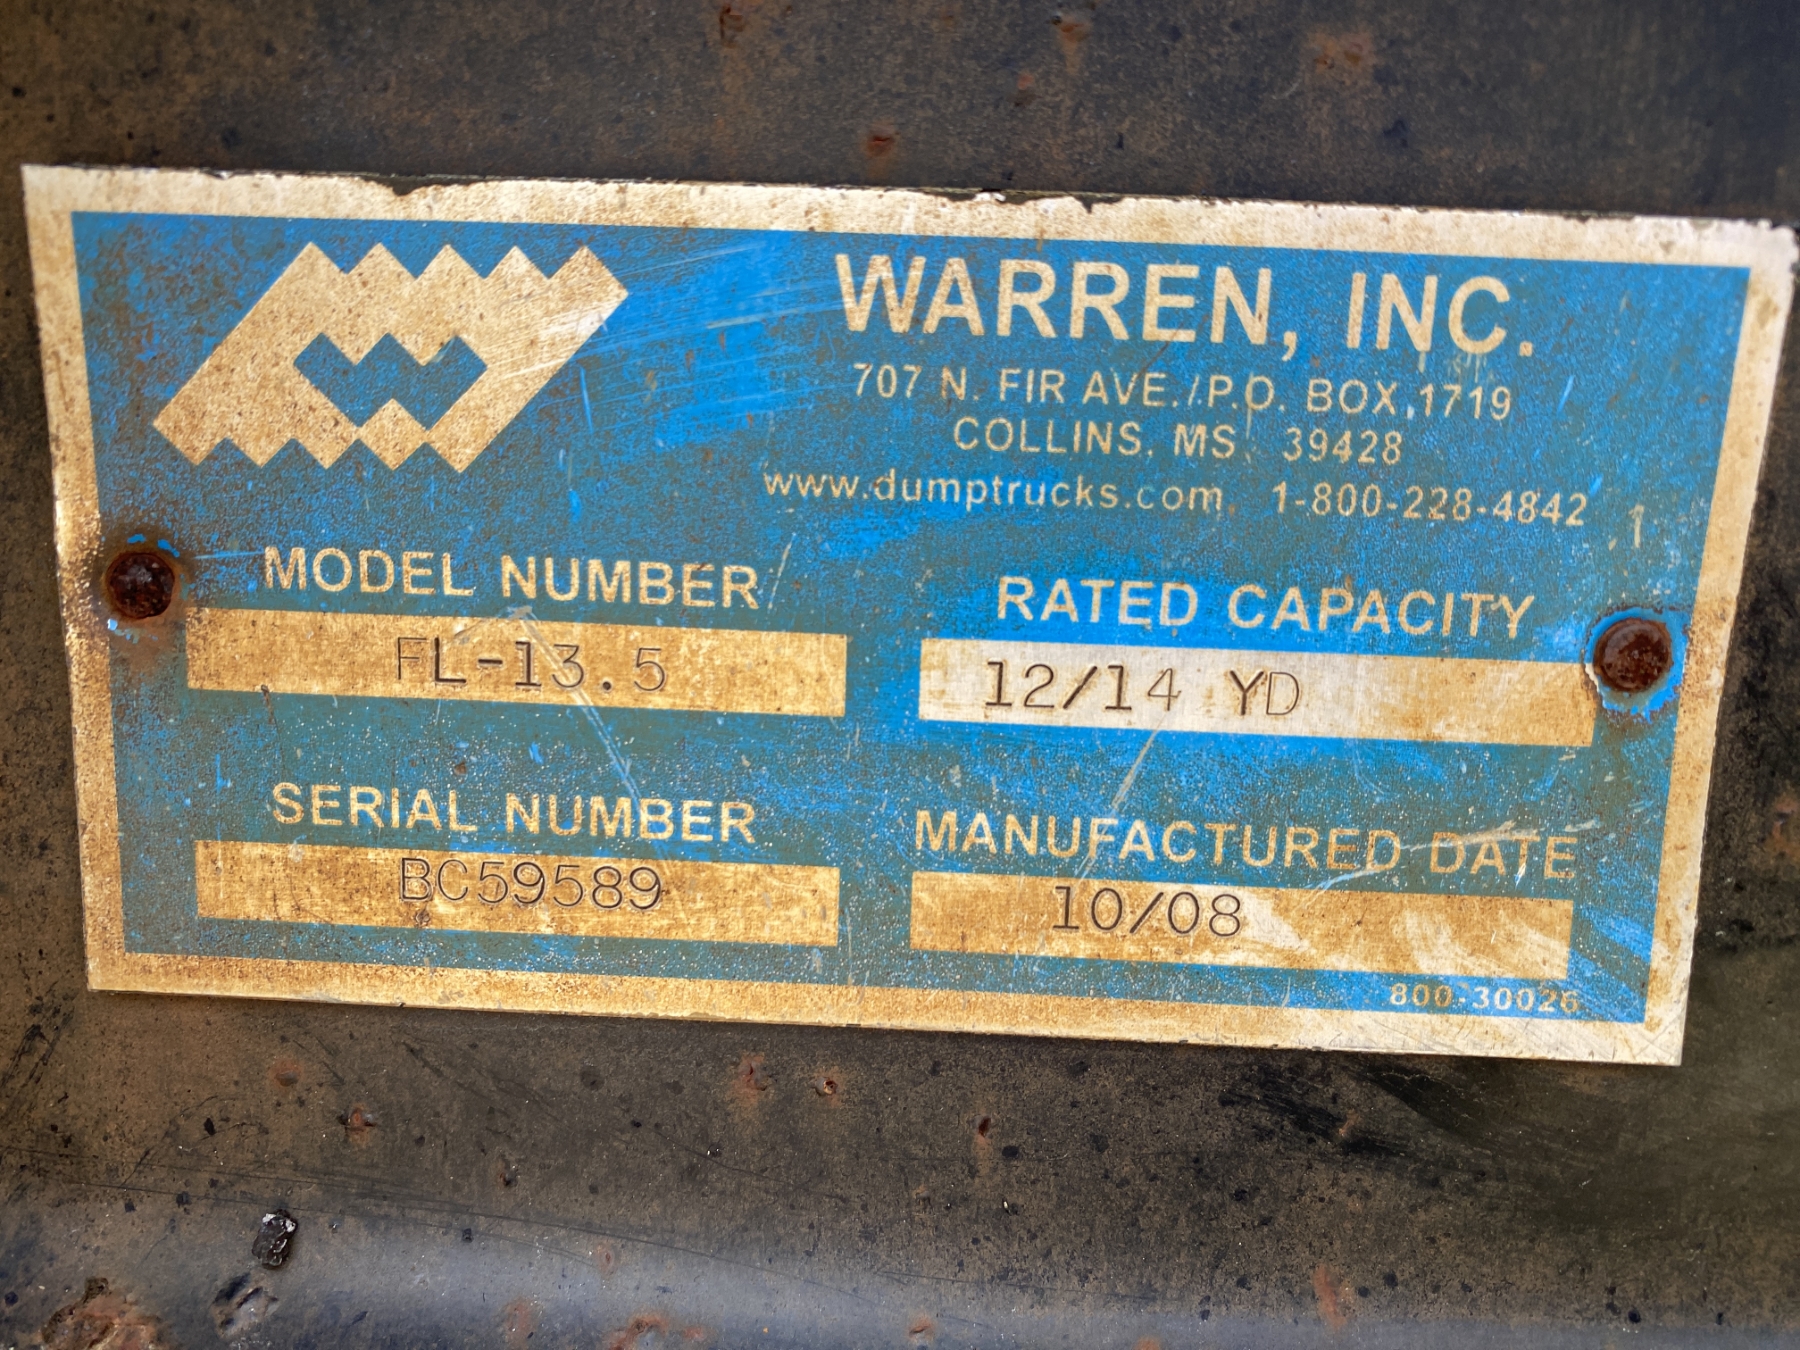 WARREN, INC.
707 N. FIR AVE./P.O. BOX 1719
COLLINS, MS. 39428
www.dumptrucks.com 1-800-228-4842
MODEL NUMBER
FL-13.5
RATED CAPACITY
12/14 YD
SERIAL NUMBER
BC59589
MANUFACTURED DATE
10/08
800-30026